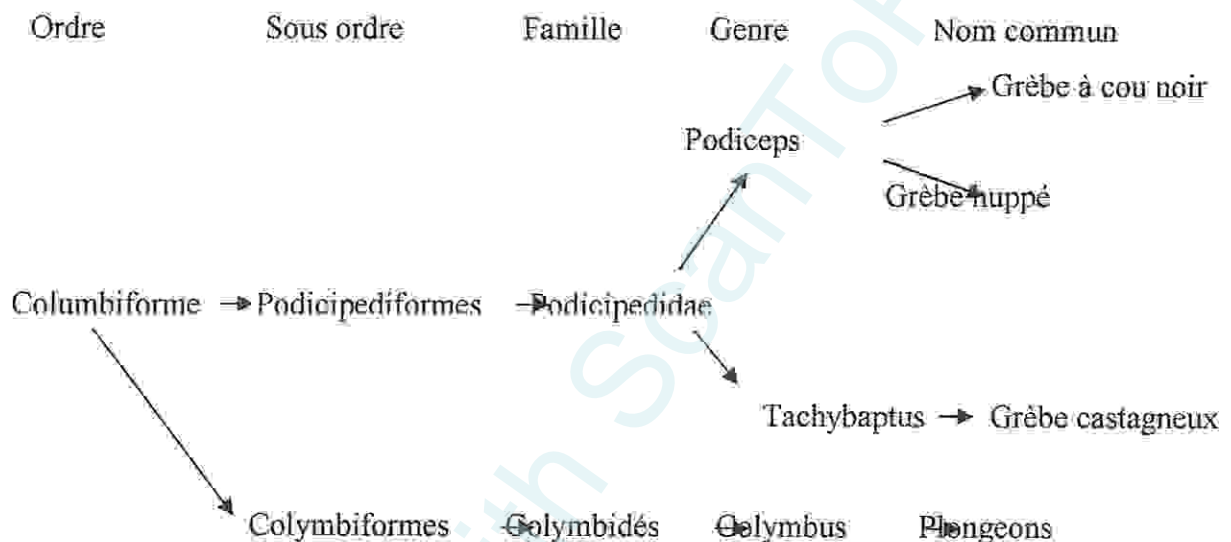 Ordre Sous ordre Famille Genre Nom commun
Grèbe à cou noir
Podiceps
Grèbe huppé
Columbiforme Podicipediformes Podicipedidae
Tachybaptus Grèbe castagneux
Colymbiformes Colymbidés Colymbus Plongeons